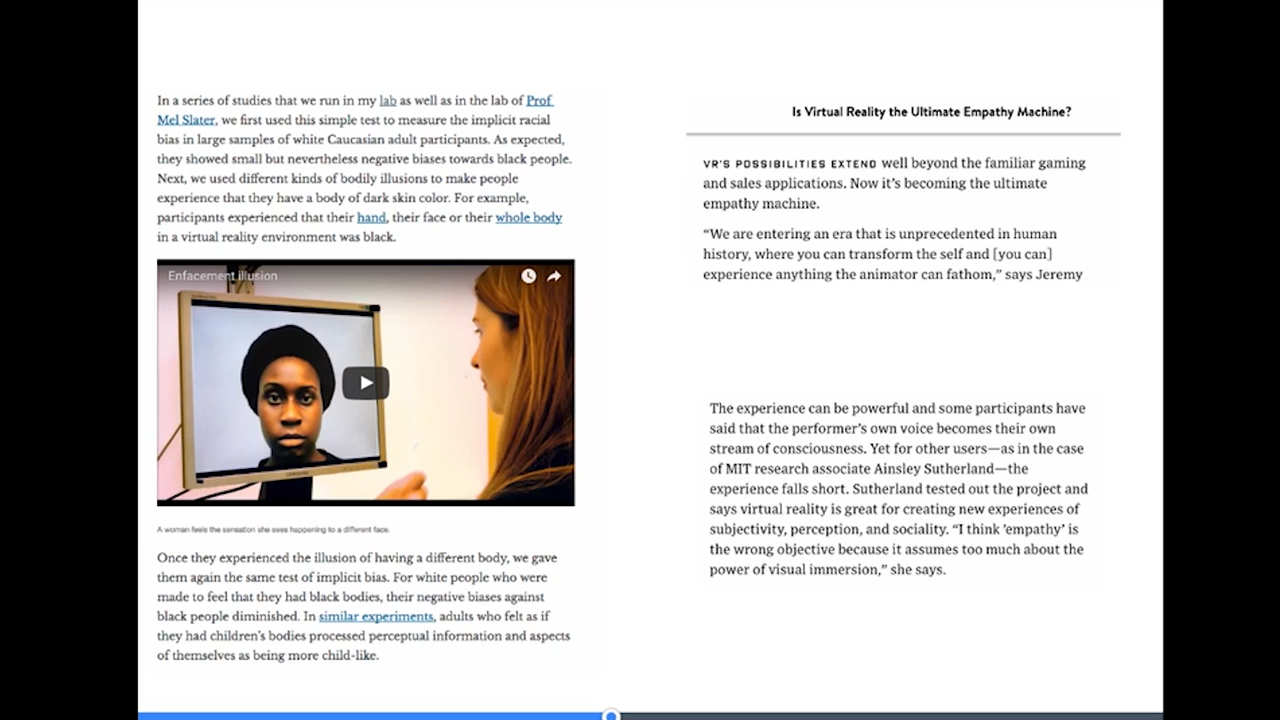 In a series of studies that we run in my lab as well as in the lab of Prof
Mel Slater, we first used this simple test to measure the implicit racial
bias in large samples of white Caucasian adult participants. As expected,
they showed small but nevertheless negative biases towards black people.
Next, we used different kinds of bodily illusions to make people
experience that they have a body of dark skin color. For example,
participants experienced that their hand, their face or their whole body
in a virtual reality environment was black.
Enfacement illusion
A woman feels the sensation she sees happening to a different face.
Once they experienced the illusion of having a different body, we gave
them again the same test of implicit bias. For white people who were
made to feel that they had black bodies, their negative biases against
black people diminished. In similar experiments, adults who felt as if
they had children's bodies processed perceptual information and aspects
of themselves as being more child-like.
Is Virtual Reality the Ultimate Empathy Machine?
VR'S POSSIBILITIES EXTEND well beyond the familiar gaming
and sales applications. Now it's becoming the ultimate
empathy machine.
“We are entering an era that is unprecedented in human
history, where you can transform the self and [you can]
experience anything the animator can fathom,” says Jeremy
The experience can be powerful and some participants have
said that the performer's own voice becomes their own
stream of consciousness. Yet for other users—as in the case
of MIT research associate Ainsley Sutherland—the
experience falls short. Sutherland tested out the project and
says virtual reality is great for creating new experiences of
subjectivity, perception, and sociality. “I think 'empathy' is
the wrong objective because it assumes too much about the
power of visual immersion,” she says.